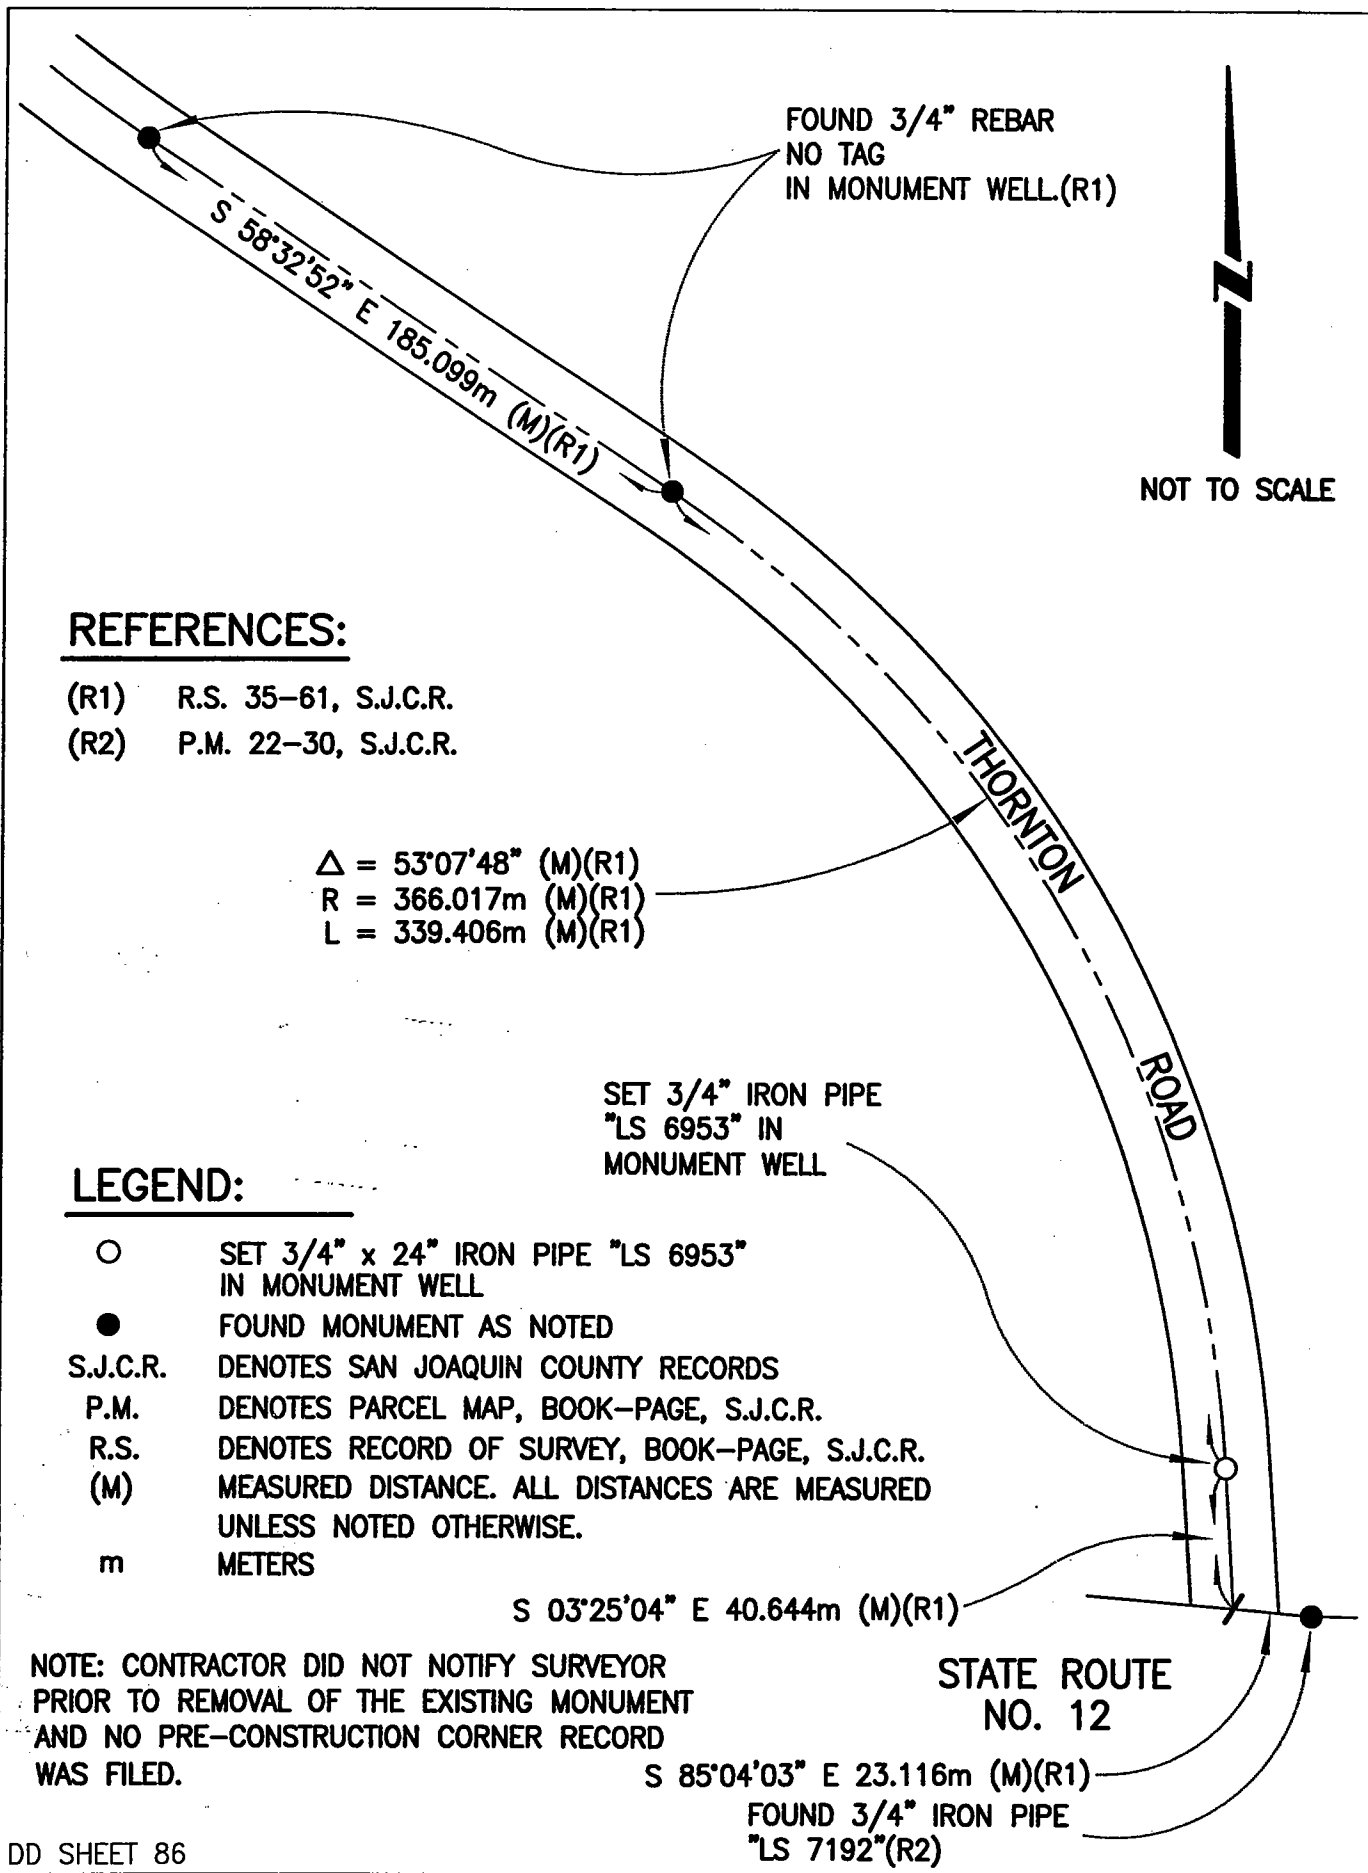 FOUND 3/4" REBAR
NO TAG
IN MONUMENT WELL.(R1)
S 58°32'52" E 185.099m (M)(R1)
NOT TO SCALE
REFERENCES:
(R1) R.S. 35-61, S.J.C.R.
(R2) P.M. 22-30, S.J.C.R.
THORNTON ROAD
Δ = 53°07'48" (M)(R1)
R = 366.017m (M)(R1)
L = 339.406m (M)(R1)
SET 3/4" IRON PIPE
"LS 6953" IN
MONUMENT WELL
LEGEND:
○ SET 3/4" x 24" IRON PIPE "LS 6953"
IN MONUMENT WELL
● FOUND MONUMENT AS NOTED
S.J.C.R. DENOTES SAN JOAQUIN COUNTY RECORDS
P.M. DENOTES PARCEL MAP, BOOK-PAGE, S.J.C.R.
R.S. DENOTES RECORD OF SURVEY, BOOK-PAGE, S.J.C.R.
(M) MEASURED DISTANCE. ALL DISTANCES ARE MEASURED
UNLESS NOTED OTHERWISE.
m METERS
S 03°25'04" E 40.644m (M)(R1)
NOTE: CONTRACTOR DID NOT NOTIFY SURVEYOR
PRIOR TO REMOVAL OF THE EXISTING MONUMENT
AND NO PRE-CONSTRUCTION CORNER RECORD
WAS FILED.
STATE ROUTE
NO. 12
S 85°04'03" E 23.116m (M)(R1)
FOUND 3/4" IRON PIPE
"LS 7192"(R2)
DD SHEET 86